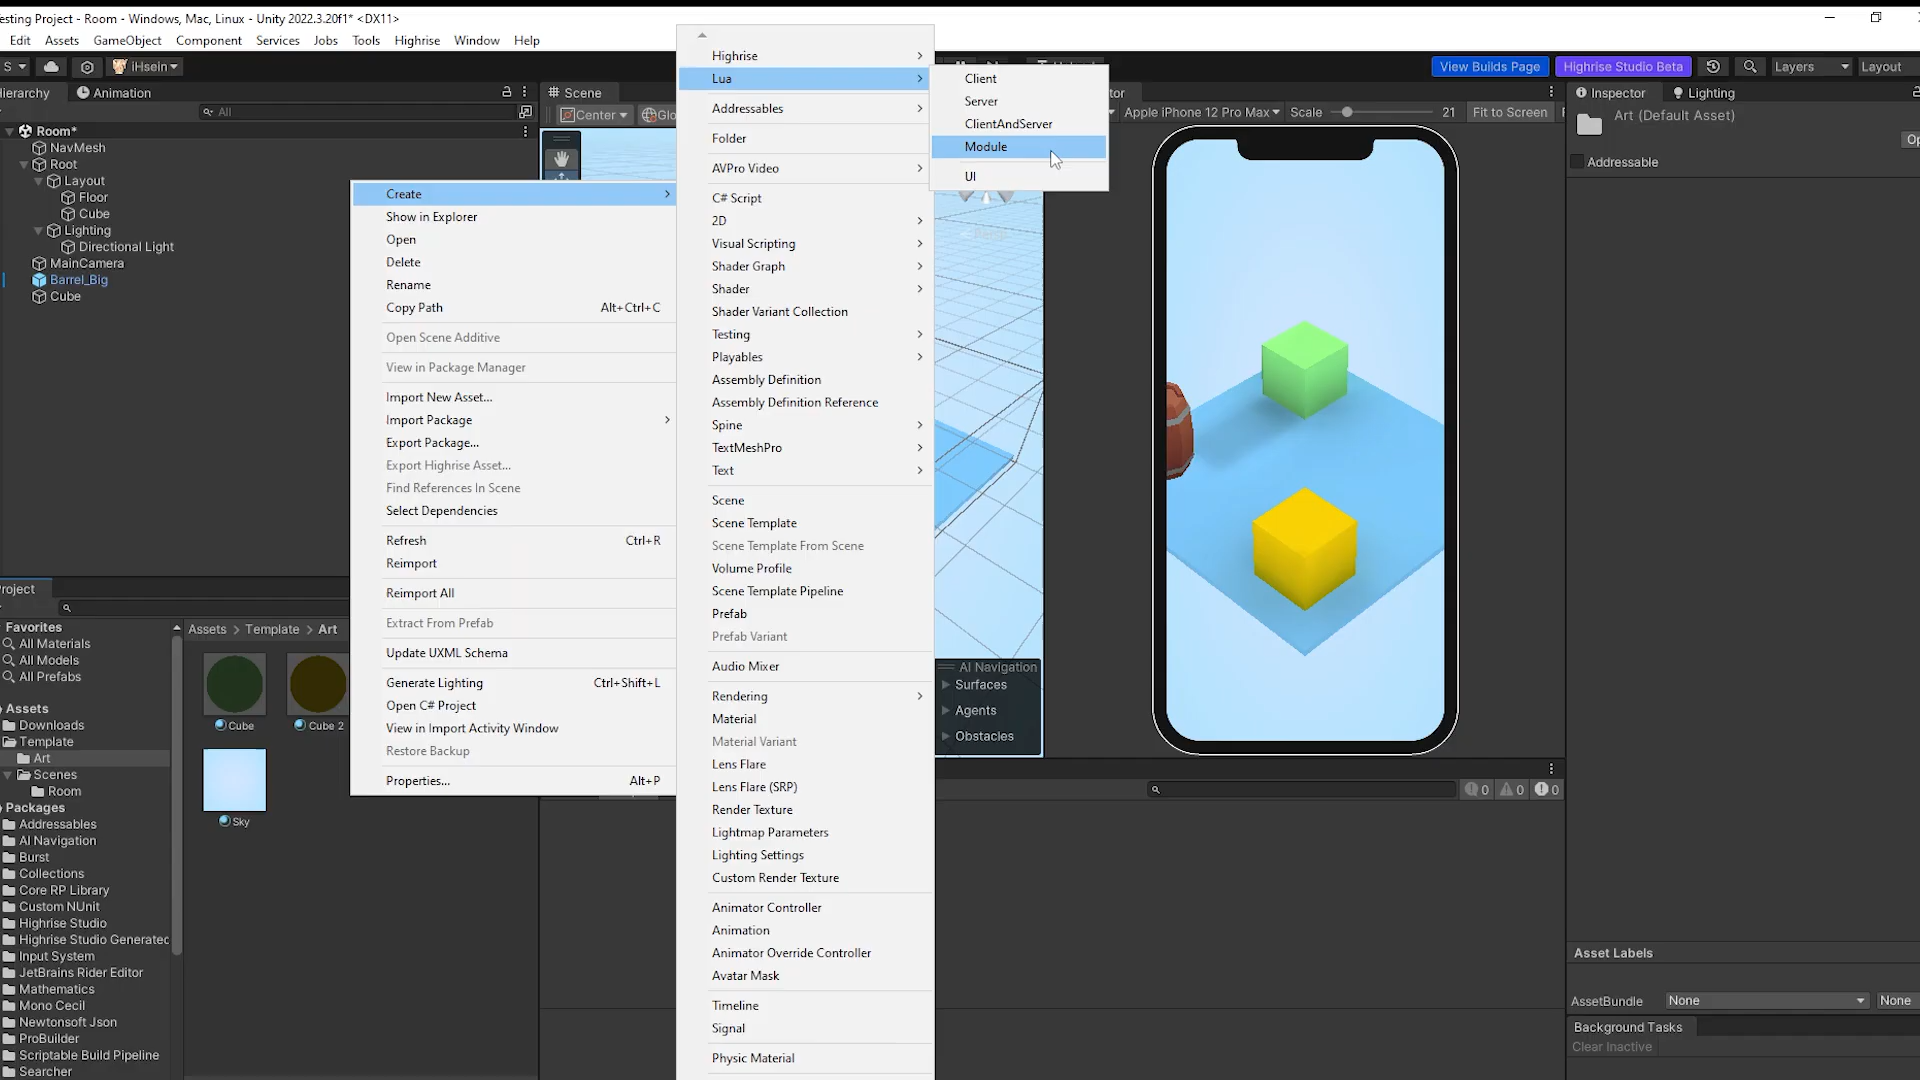 esting Project - Room - Windows, Mac, Linux - Unity 2022.3.20f1* <DX11>
Edit Assets GameObject Component Services Jobs Tools Highrise Window Help
S iHsein
View Builds Page Highrise Studio Beta Layers Layout
ierarchy Animation
All
Room*
NavMesh
Root
Layout
Floor
Cube
Lighting
Directional Light
MainCamera
Barrel_Big
Cube
Scene
Center Glo
Create
Show in Explorer
Open
Delete
Rename
Copy Path Alt+Ctrl+C
Open Scene Additive
View in Package Manager
Import New Asset...
Import Package
Export Package...
Export Highrise Asset...
Find References In Scene
Select Dependencies
Refresh Ctrl+R
Reimport
Reimport All
Extract From Prefab
Update UXML Schema
Generate Lighting Ctrl+Shift+L
Open C# Project
View in Import Activity Window
Restore Backup
Properties... Alt+P
Highrise
Lua
Addressables
Folder
AVPro Video
C# Script
2D
Visual Scripting
Shader Graph
Shader
Shader Variant Collection
Testing
Playables
Assembly Definition
Assembly Definition Reference
Spine
TextMeshPro
Text
Scene
Scene Template
Scene Template From Scene
Volume Profile
Scene Template Pipeline
Prefab
Prefab Variant
Audio Mixer
Rendering
Material
Material Variant
Lens Flare
Lens Flare (SRP)
Render Texture
Lightmap Parameters
Lighting Settings
Custom Render Texture
Animator Controller
Animation
Animator Override Controller
Avatar Mask
Timeline
Signal
Physic Material
Client
Server
ClientAndServer
Module
UI
AI Navigation
Surfaces
Agents
Obstacles
tor
Apple iPhone 12 Pro Max Scale 21 Fit to Screen
0 0 0
Inspector Lighting
Art (Default Asset)
Op
Addressable
Asset Labels
AssetBundle None None
Background Tasks
Clear Inactive
roject
Favorites
All Materials
All Models
All Prefabs
Assets
Downloads
Template
Art
Scenes
Room
Packages
Addressables
AI Navigation
Burst
Collections
Core RP Library
Custom NUnit
Highrise Studio
Highrise Studio Generated
Input System
JetBrains Rider Editor
Mathematics
Mono Cecil
Newtonsoft Json
ProBuilder
Scriptable Build Pipeline
Searcher
Assets > Template > Art
Cube Cube 2
Sky